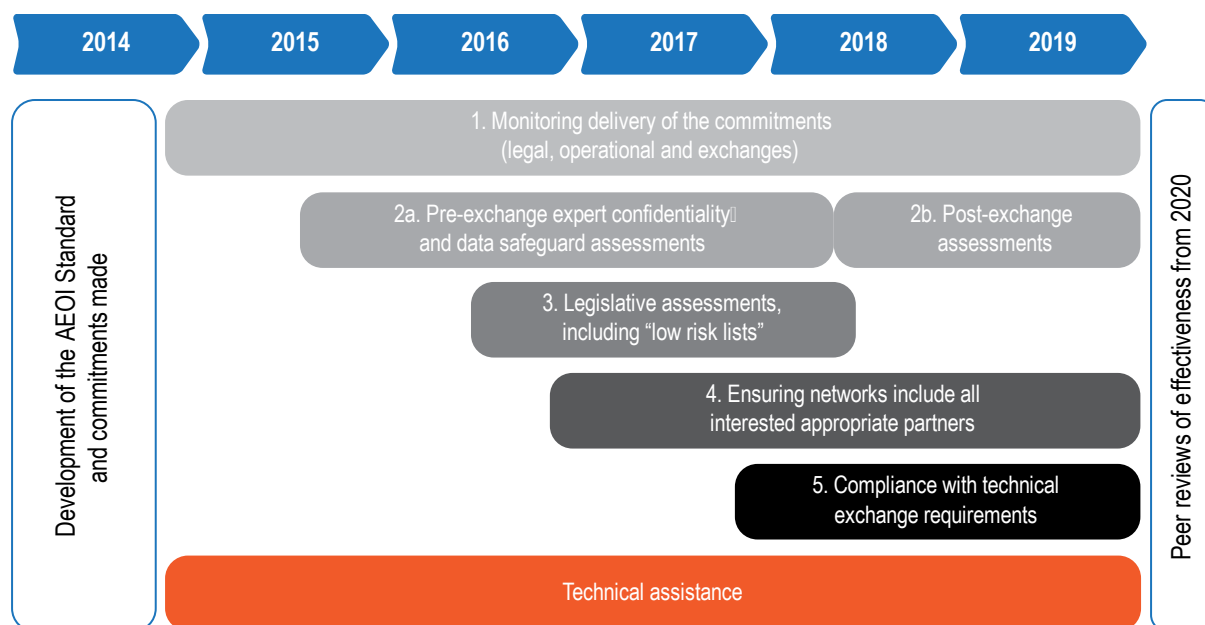 2014
2015
2016
2017
2018
2019
Development of the AEOI Standard
and commitments made
1. Monitoring delivery of the commitments
(legal, operational and exchanges)
2a. Pre-exchange expert confidentiality
and data safeguard assessments
2b. Post-exchange
assessments
3. Legislative assessments,
including “low risk lists”
4. Ensuring networks include all
interested appropriate partners
5. Compliance with technical
exchange requirements
Technical assistance
Peer reviews of effectiveness from 2020